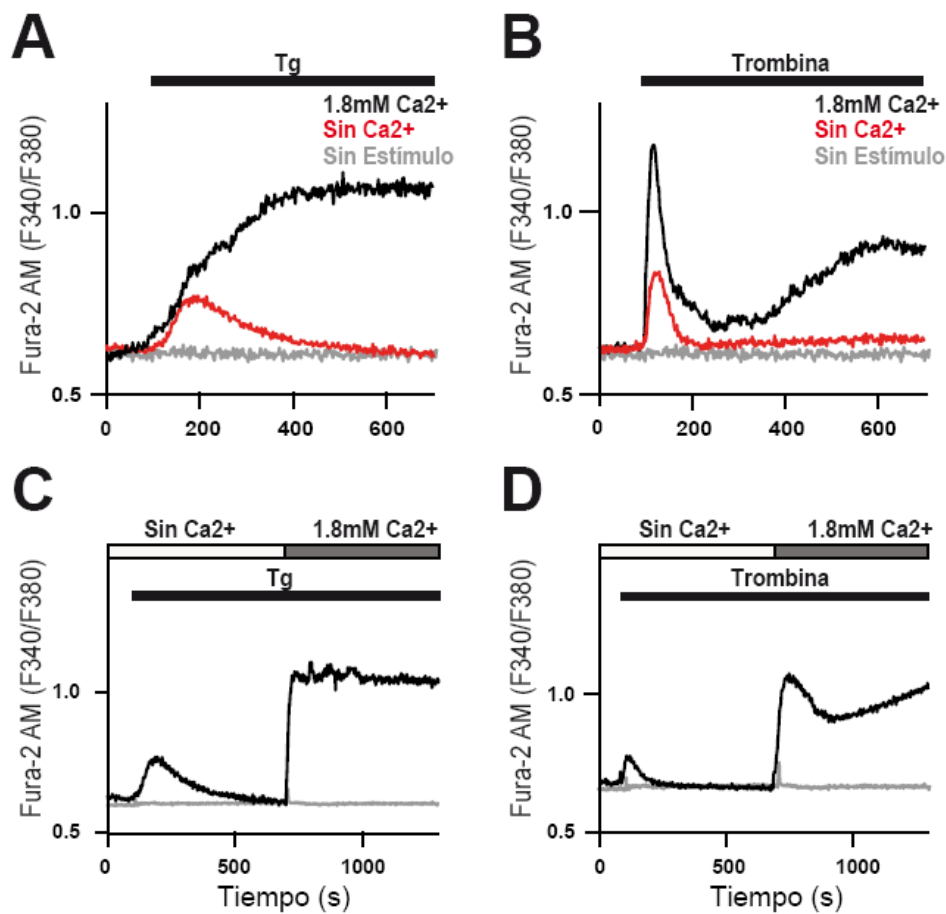 A
Tg
1.8mM Ca2+
Sin Ca2+
Sin Estímulo
Fura-2 AM (F340/F380)
1.0
0.5
0 200 400 600
B
Trombina
1.8mM Ca2+
Sin Ca2+
Sin Estímulo
Fura-2 AM (F340/F380)
1.0
0.5
0 200 400 600
C
Sin Ca2+ 1.8mM Ca2+
Tg
Fura-2 AM (F340/F380)
1.0
0.5
0 500 1000
Tiempo (s)
D
Sin Ca2+ 1.8mM Ca2+
Trombina
Fura-2 AM (F340/F380)
1.0
0.5
0 500 1000
Tiempo (s)